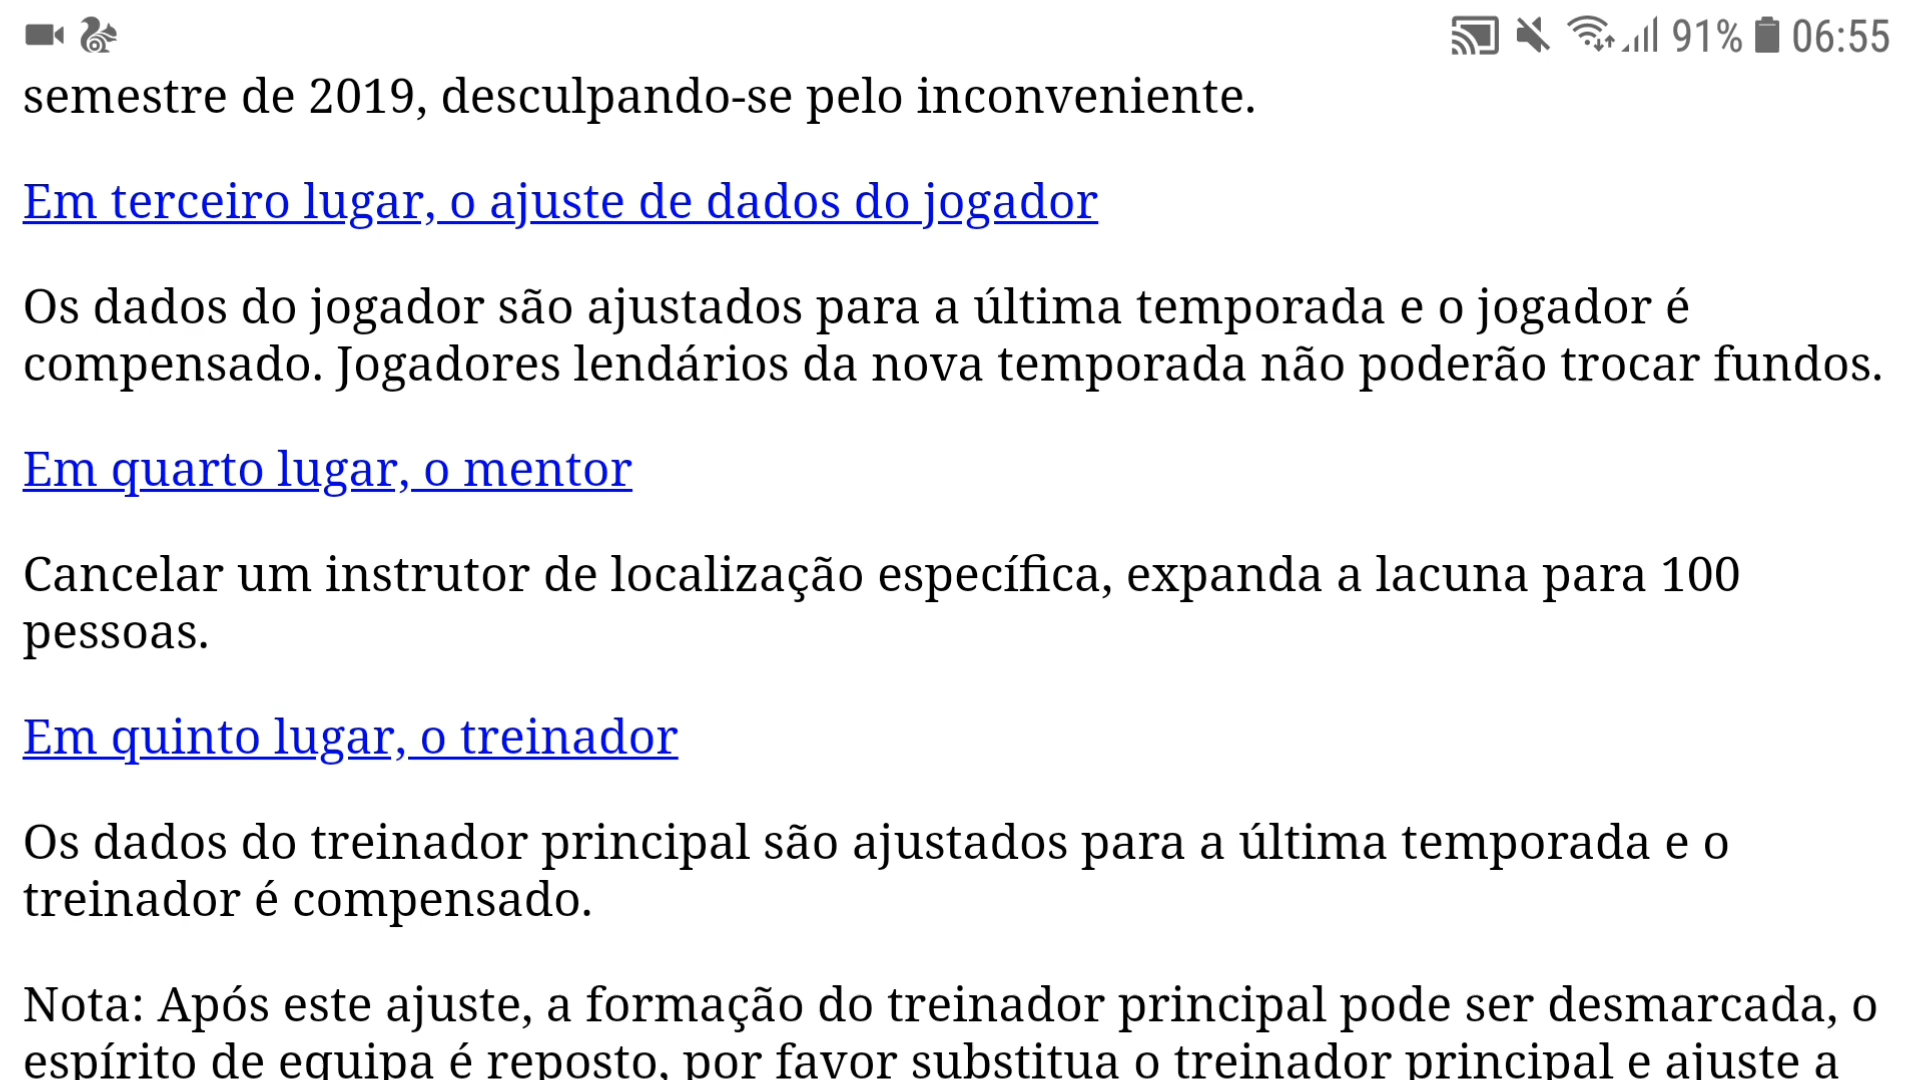 91% 06:55
semestre de 2019, desculpando-se pelo inconveniente.
Em terceiro lugar, o ajuste de dados do jogador
Os dados do jogador são ajustados para a última temporada e o jogador é
compensado. Jogadores lendários da nova temporada não poderão trocar fundos.
Em quarto lugar, o mentor
Cancelar um instrutor de localização específica, expanda a lacuna para 100
pessoas.
Em quinto lugar, o treinador
Os dados do treinador principal são ajustados para a última temporada e o
treinador é compensado.
Nota: Após este ajuste, a formação do treinador principal pode ser desmarcada, o
espírito de equipa é reposto, por favor substitua o treinador principal e ajuste a